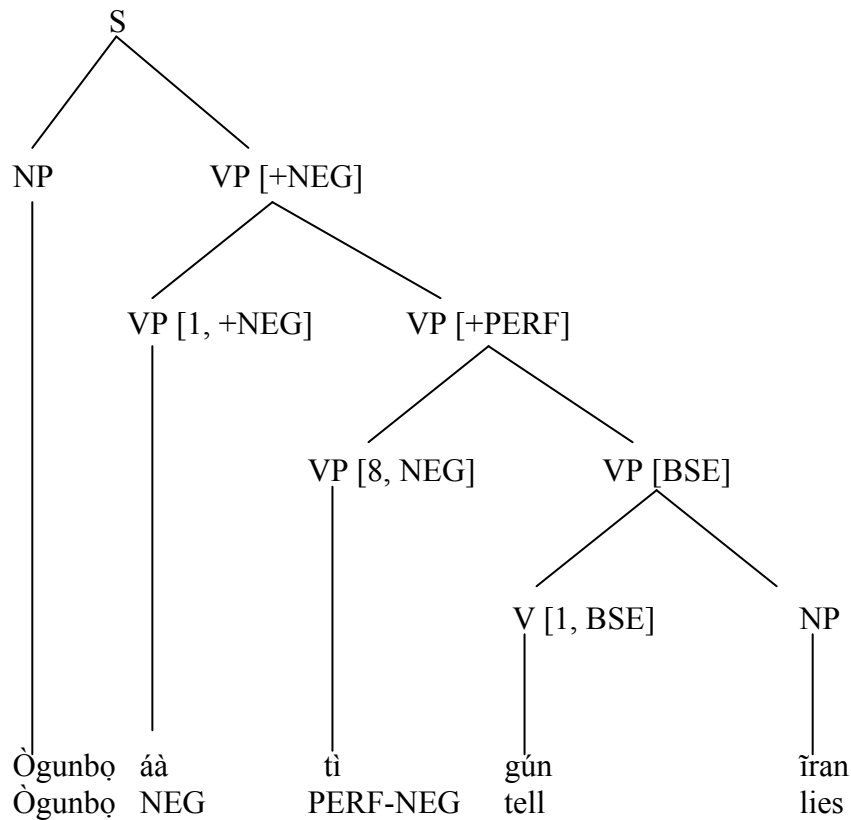 S
NP VP [+NEG]
VP [1, +NEG] VP [+PERF]
VP [8, NEG] VP [BSE]
V [1, BSE] NP
Ògunbọ áà tì gún ĩran
Ògunbọ NEG PERF-NEG tell lies